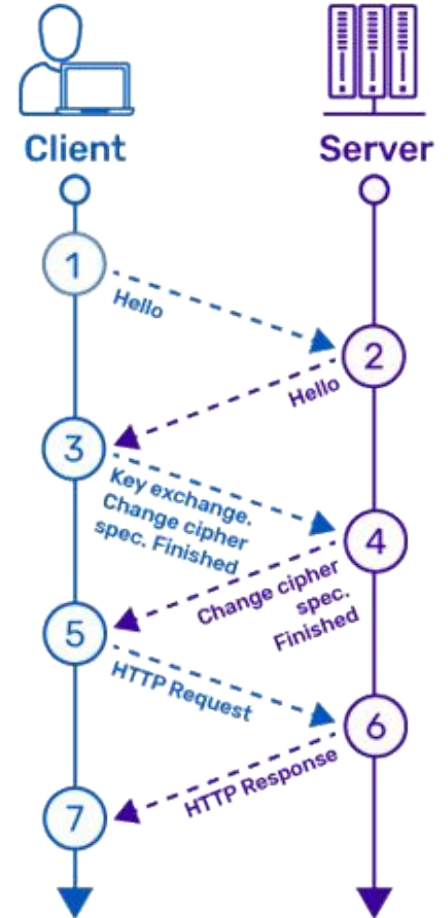 Client
Server
1
Hello
2
Hello
3
Key exchange.
Change cipher
spec. Finished
4
Change cipher
spec.
Finished
5
HTTP Request
6
HTTP Response
7